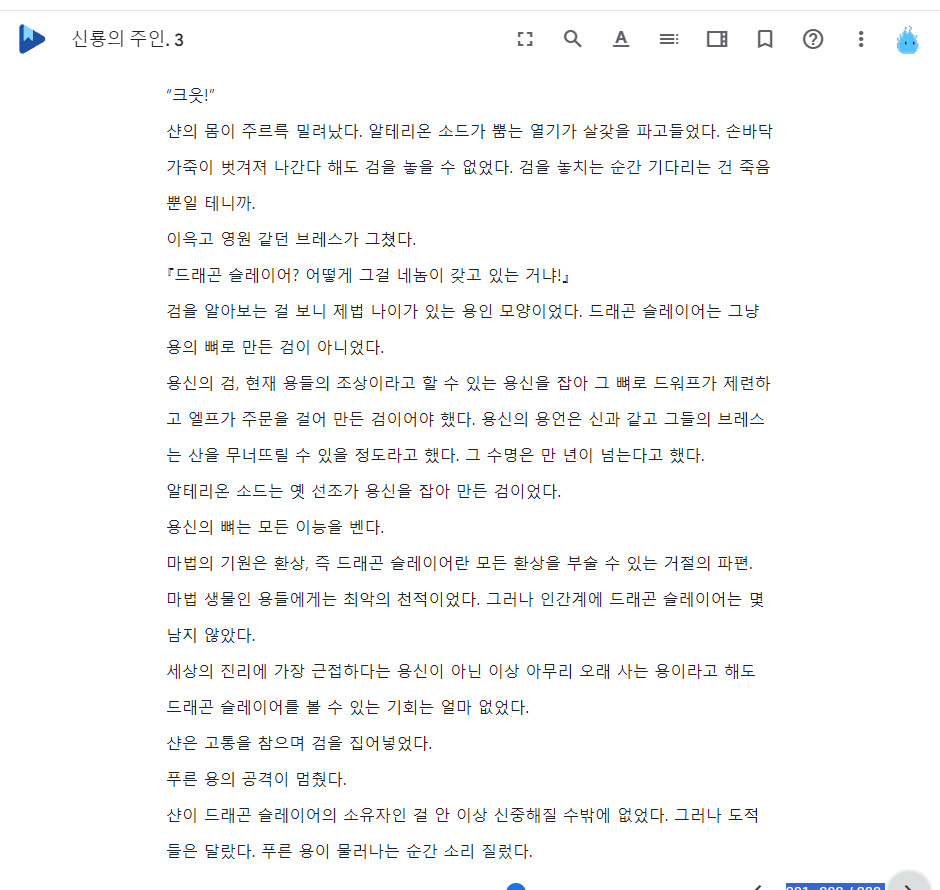 신룡의 주인. 3
“크읏!”
샨의 몸이 주르륵 밀려났다. 알테리온 소드가 뿜는 열기가 살갗을 파고들었다. 손바닥
가죽이 벗겨져 나간다 해도 검을 놓을 수 없었다. 검을 놓치는 순간 기다리는 건 죽음
뿐일 테니까.
이윽고 영원 같던 브레스가 그쳤다.
『드래곤 슬레이어? 어떻게 그걸 네놈이 갖고 있는 거냐!』
검을 알아보는 걸 보니 제법 나이가 있는 용인 모양이었다. 드래곤 슬레이어는 그냥
용의 뼈로 만든 검이 아니었다.
용신의 검, 현재 용들의 조상이라고 할 수 있는 용신을 잡아 그 뼈로 드워프가 제련하
고 엘프가 주문을 걸어 만든 검이어야 했다. 용신의 용언은 신과 같고 그들의 브레스
는 산을 무너뜨릴 수 있을 정도라고 했다. 그 수명은 만 년이 넘는다고 했다.
알테리온 소드는 옛 선조가 용신을 잡아 만든 검이었다.
용신의 뼈는 모든 이능을 벤다.
마법의 기원은 환상, 즉 드래곤 슬레이어란 모든 환상을 부술 수 있는 거절의 파편.
마법 생물인 용들에게는 최악의 천적이었다. 그러나 인간계에 드래곤 슬레이어는 몇
남지 않았다.
세상의 진리에 가장 근접하다는 용신이 아닌 이상 아무리 오래 사는 용이라고 해도
드래곤 슬레이어를 볼 수 있는 기회는 얼마 없었다.
샨은 고통을 참으며 검을 집어넣었다.
푸른 용의 공격이 멈췄다.
샨이 드래곤 슬레이어의 소유자인 걸 안 이상 신중해질 수밖에 없었다. 그러나 도적
들은 달랐다. 푸른 용이 물러나는 순간 소리 질렀다.